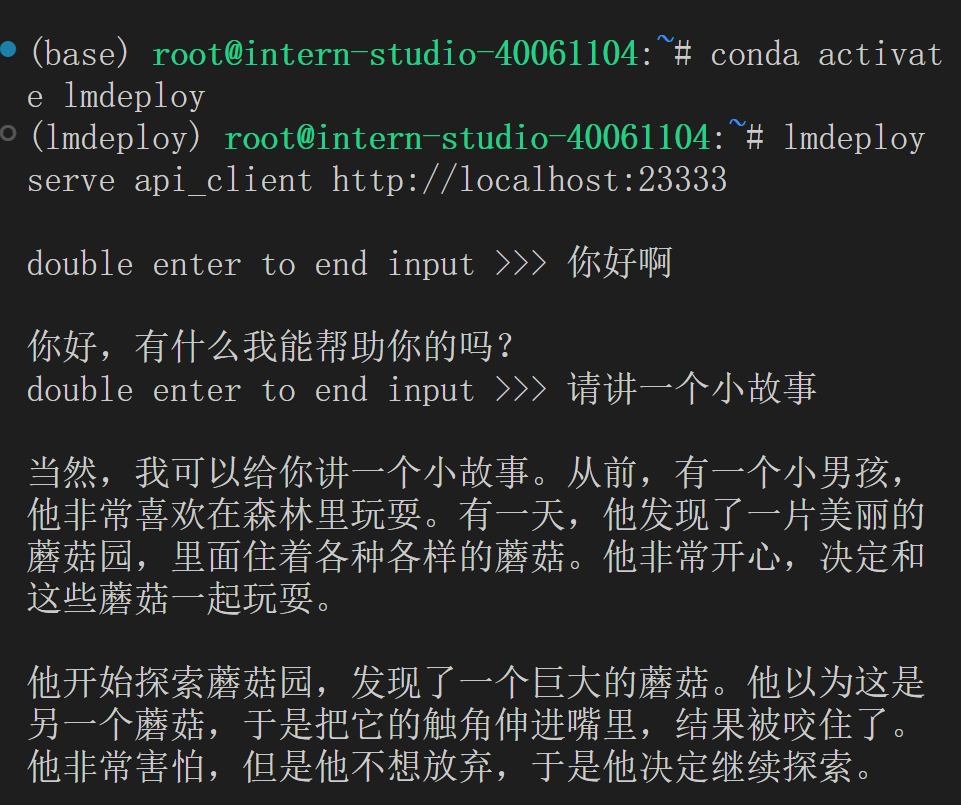 (base) root@intern-studio-40061104:~# conda activat
e lmdeploy
(lmdeploy) root@intern-studio-40061104:~# lmdeploy
serve api_client http://localhost:23333
double enter to end input >>> 你好啊
你好，有什么我能帮助你的吗？
double enter to end input >>> 请讲一个小故事
当然，我可以给你讲一个小故事。从前，有一个小男孩，
他非常喜欢在森林里玩耍。有一天，他发现了一片美丽的
蘑菇园，里面住着各种各样的蘑菇。他非常开心，决定和
这些蘑菇一起玩耍。
他开始探索蘑菇园，发现了一个巨大的蘑菇。他以为这是
另一个蘑菇，于是把它的触角伸进嘴里，结果被咬住了。
他非常害怕，但是他不想放弃，于是他决定继续探索。